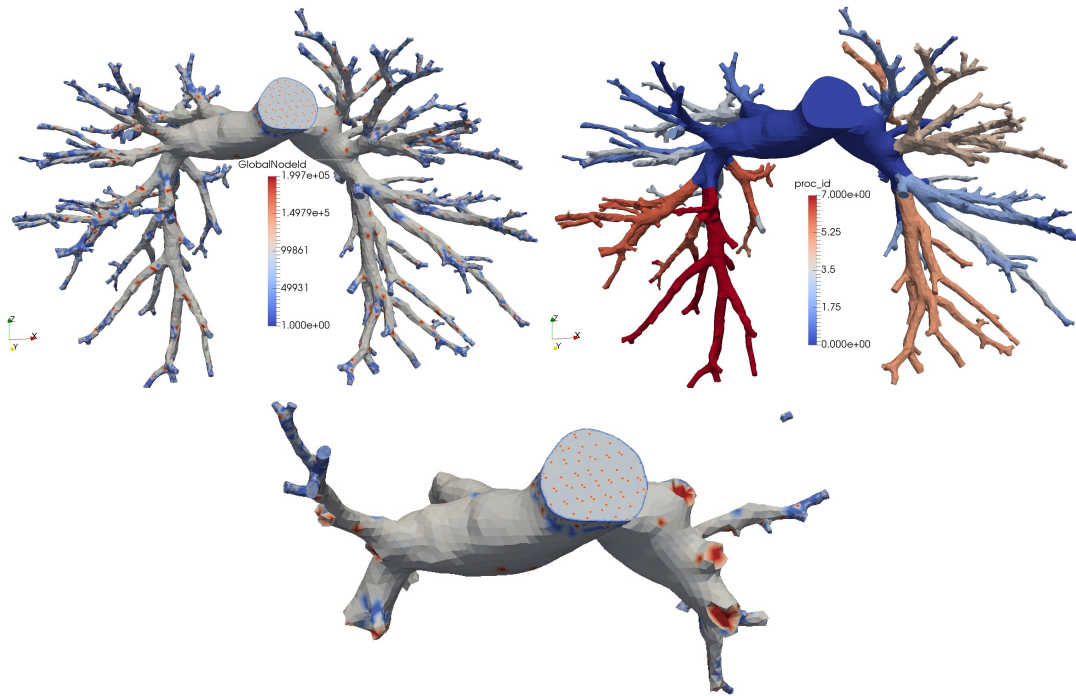 GlobalNodeId
1.997e+05
1.4979e+5
99861
49931
1.000e+00
Z
X
Y
proc_id
7.000e+00
5.25
3.5
1.75
0.000e+00
Z
X
Y